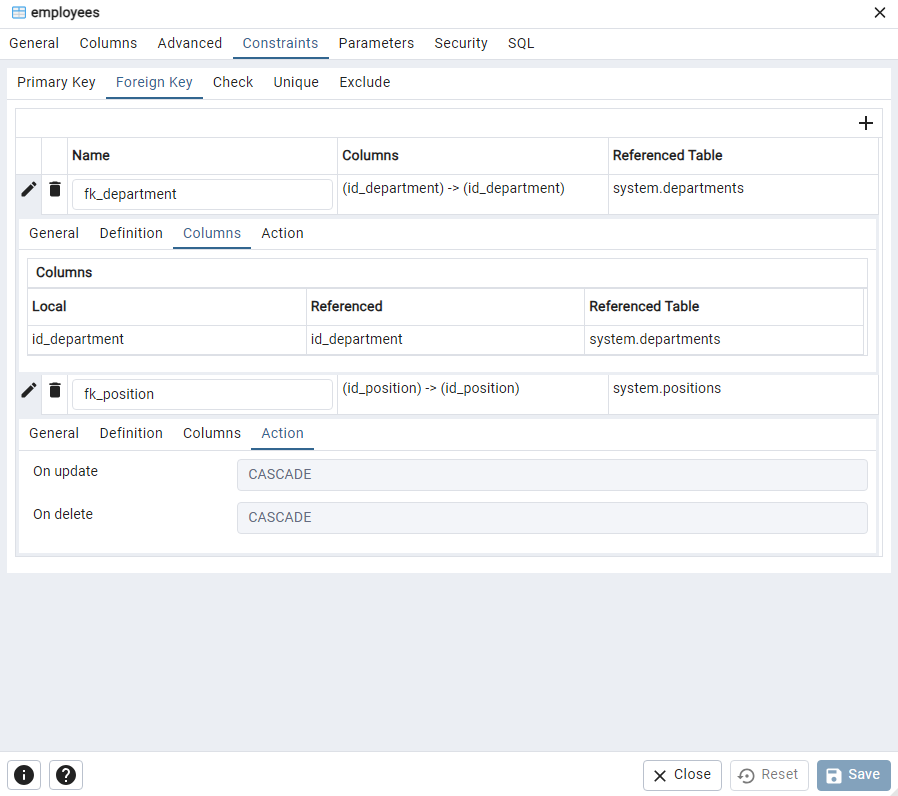 employees
General Columns Advanced Constraints Parameters Security SQL
Primary Key Foreign Key Check Unique Exclude
Name Columns Referenced Table
fk_department (id_department) -> (id_department) system.departments
General Definition Columns Action
Columns
Local Referenced Referenced Table
id_department id_department system.departments
fk_position (id_position) -> (id_position) system.positions
General Definition Columns Action
On update CASCADE
On delete CASCADE
Close Reset Save